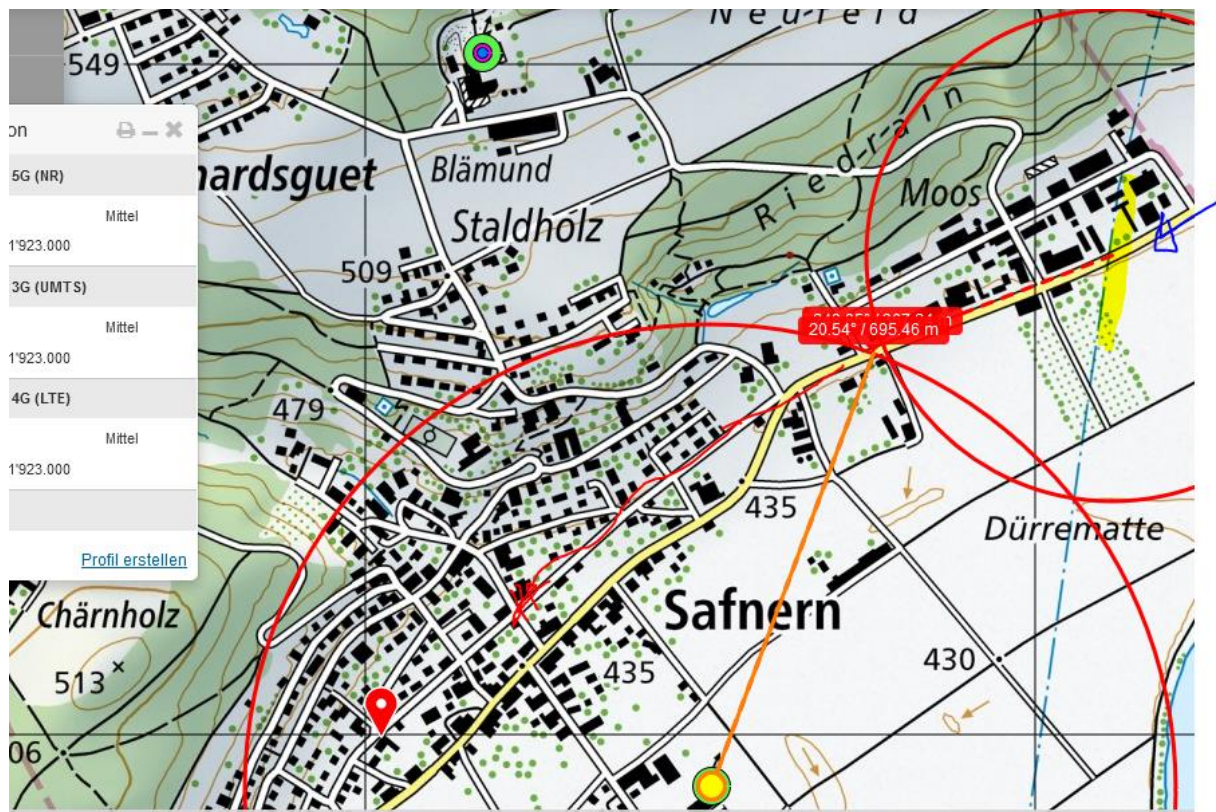 Neufeld
549
on
5G (NR)
Mittel
1'923.000
3G (UMTS)
Mittel
1'923.000
4G (LTE)
Mittel
1'923.000
Profil erstellen
hardsguet
Blämund
Staldholz
Riedrain
Moos
509
20.54° / 695.46 m
479
435
Dürrematte
Safnern
Chärnholz
513
435
430
06